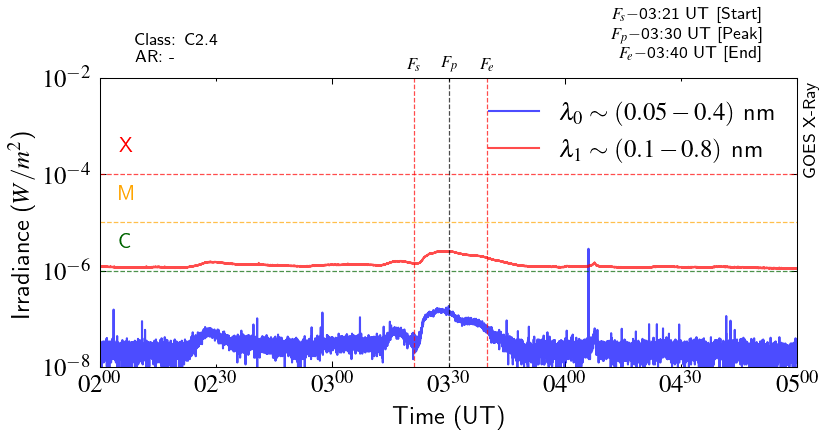 F_s−03:21 UT [Start]
Class: C2.4
F_p−03:30 UT [Peak]
AR: -
F_e−03:40 UT [End]
F_s F_p F_e
10^{−2}
λ_0 ∼ (0.05 − 0.4) nm
X
λ_1 ∼ (0.1 − 0.8) nm
GOES X-Ray
10^{−4}
M
C
Irradiance (W/m^2)
10^{−6}
10^{−8}
02^{00} 02^{30} 03^{00} 03^{30} 04^{00} 04^{30} 05^{00}
Time (UT)